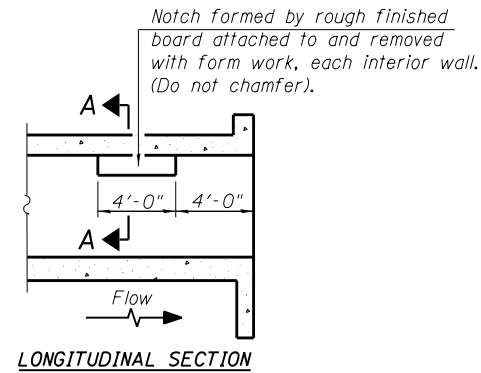 Notch formed by rough finished
board attached to and removed
with form work, each interior wall.
(Do not chamfer).
A
4'-0" 4'-0"
A
Flow
LONGITUDINAL SECTION